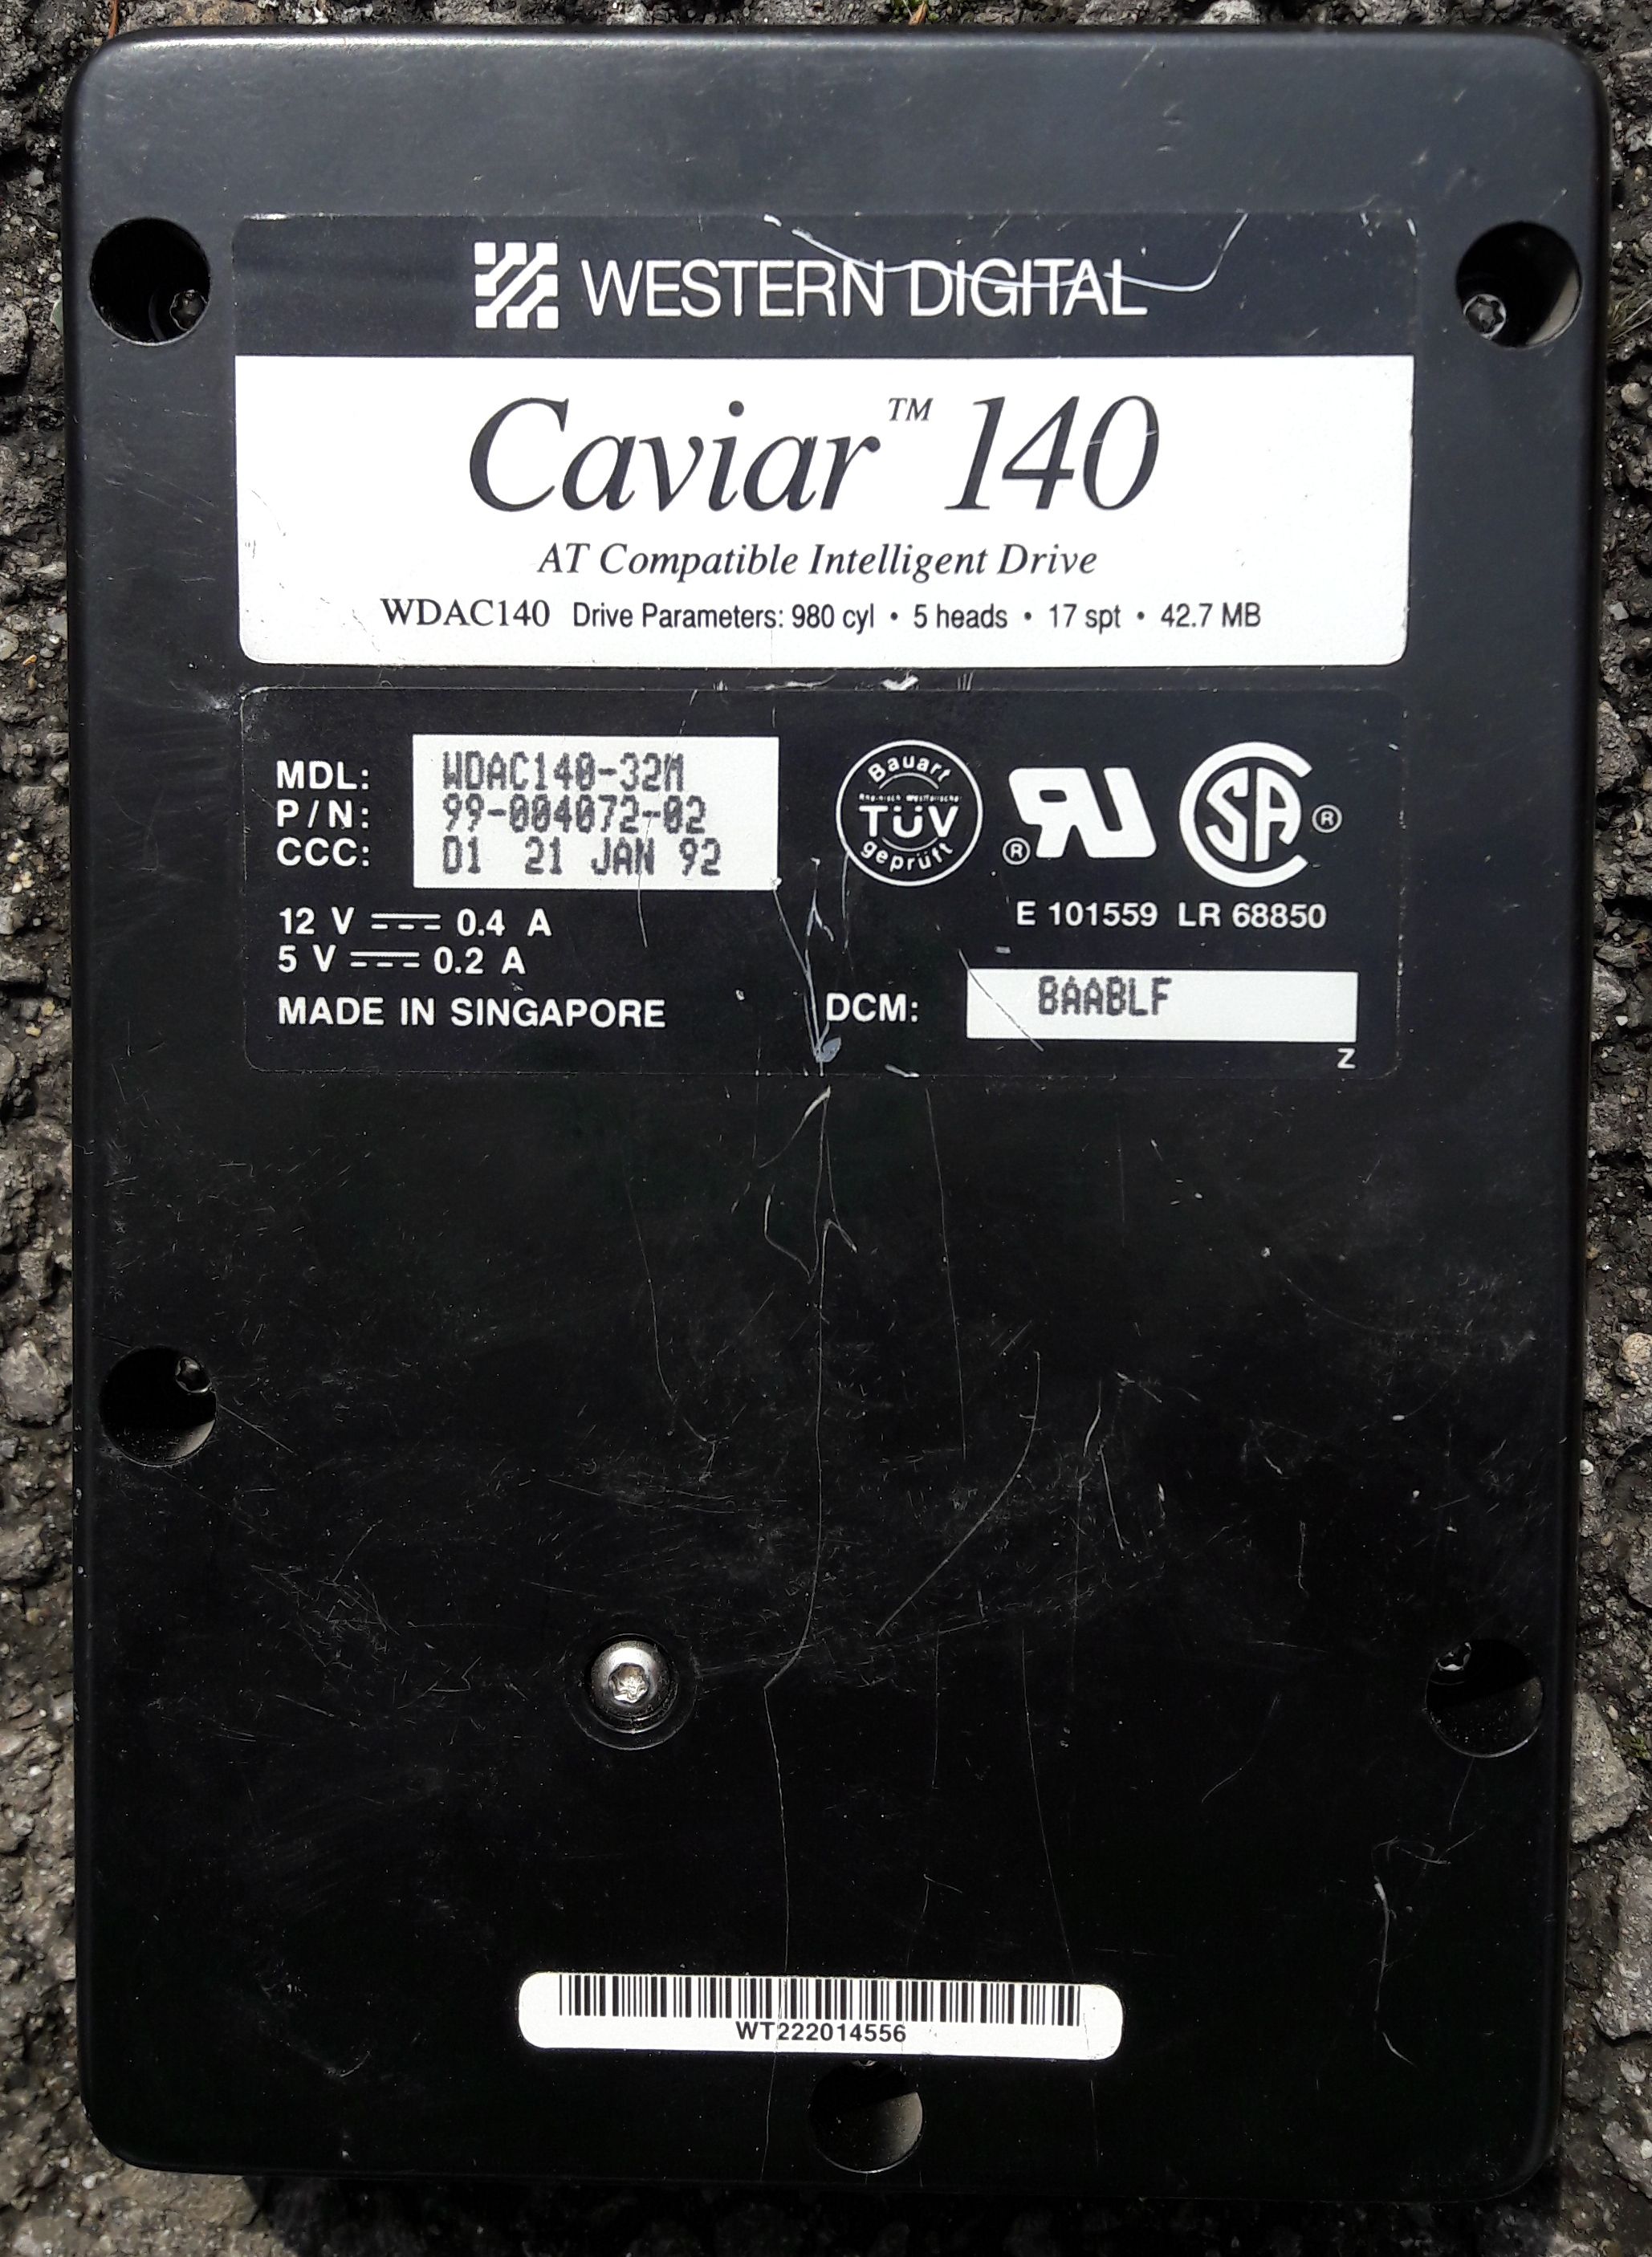 WESTERN DIGITAL
Caviar™ 140
AT Compatible Intelligent Drive
WDAC140 Drive Parameters: 980 cyl • 5 heads • 17 spt • 42.7 MB
MDL: WDAC140-32M
P/N: 99-004072-02
CCC: D1 21 JAN 92
12 V ⎓ 0.4 A
5 V ⎓ 0.2 A
MADE IN SINGAPORE
Bauart
TÜV
geprüft
® RU
SA ®
E 101559 LR 68850
DCM: BAABLF
Z
WT222014556